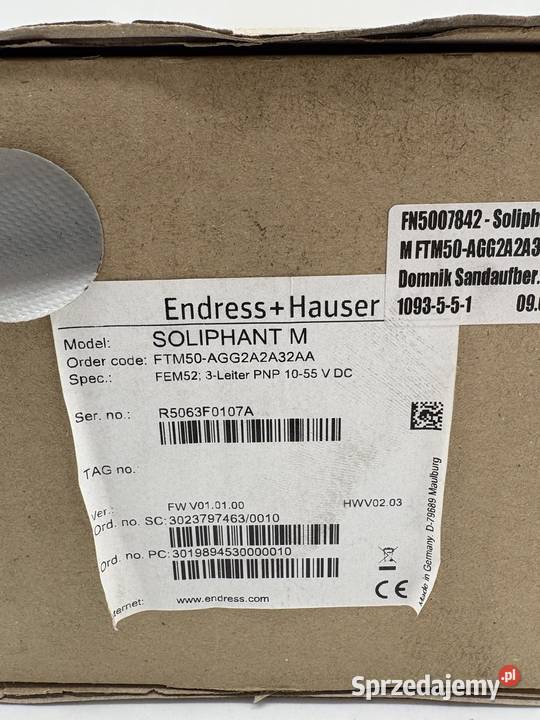 FN5007842 - Soliph
M FTM50-AGG2A2A3
Domnik Sandaufber.
1093-5-5-1 09.
Endress+Hauser
Model: SOLIPHANT M
Order code: FTM50-AGG2A2A32AA
Spec.: FEM52; 3-Leiter PNP 10-55 V DC
Ser. no.: R5063F0107A
TAG no.
Ver.: FW V01.01.00 HWV02.03
Ord. no. SC: 3023797463/0010
Ord. no. PC: 3019894530000010
CE
ternet: www.endress.com
Made in Germany D-79689 Maulburg
Sprzedajemy.pl